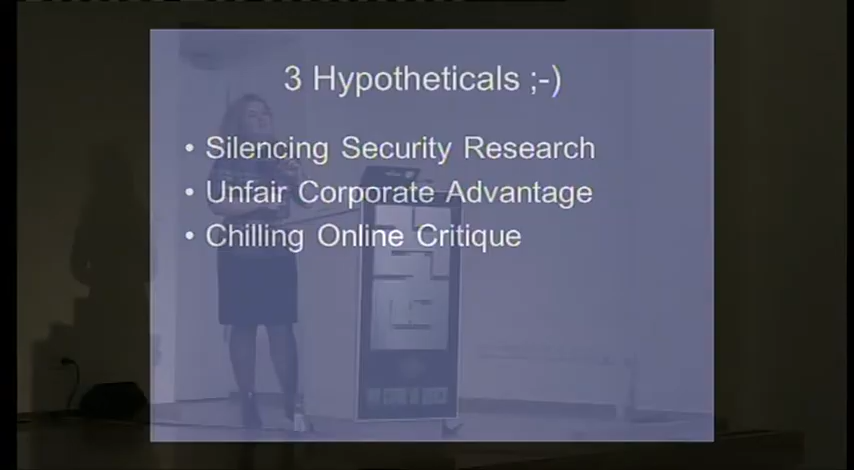 3 Hypotheticals ;-)
• Silencing Security Research
• Unfair Corporate Advantage
• Chilling Online Critique